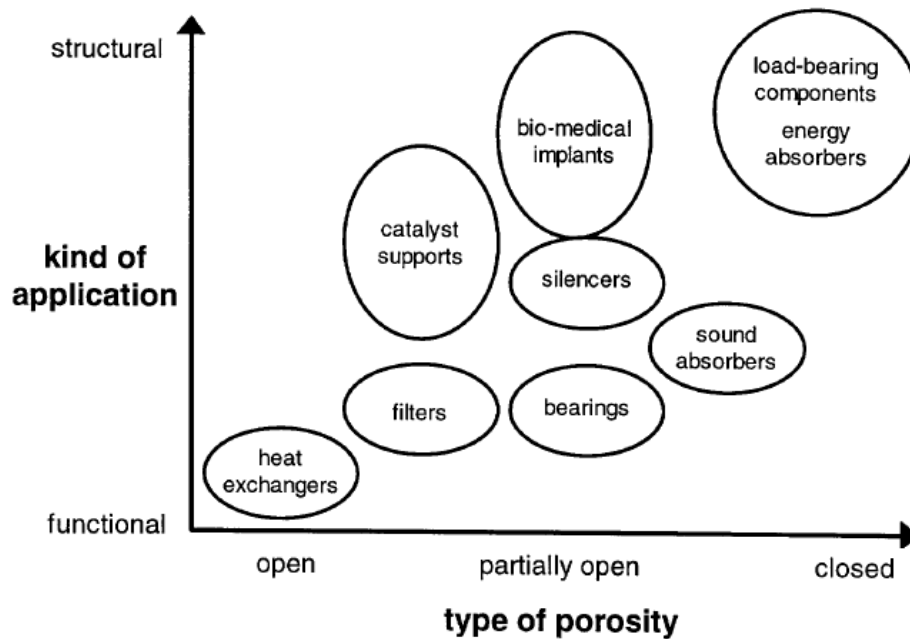 structural
load-bearing
components
energy
absorbers
bio-medical
implants
catalyst
supports
kind of
application
silencers
sound
absorbers
filters
bearings
heat
exchangers
functional
open
partially open
closed
type of porosity